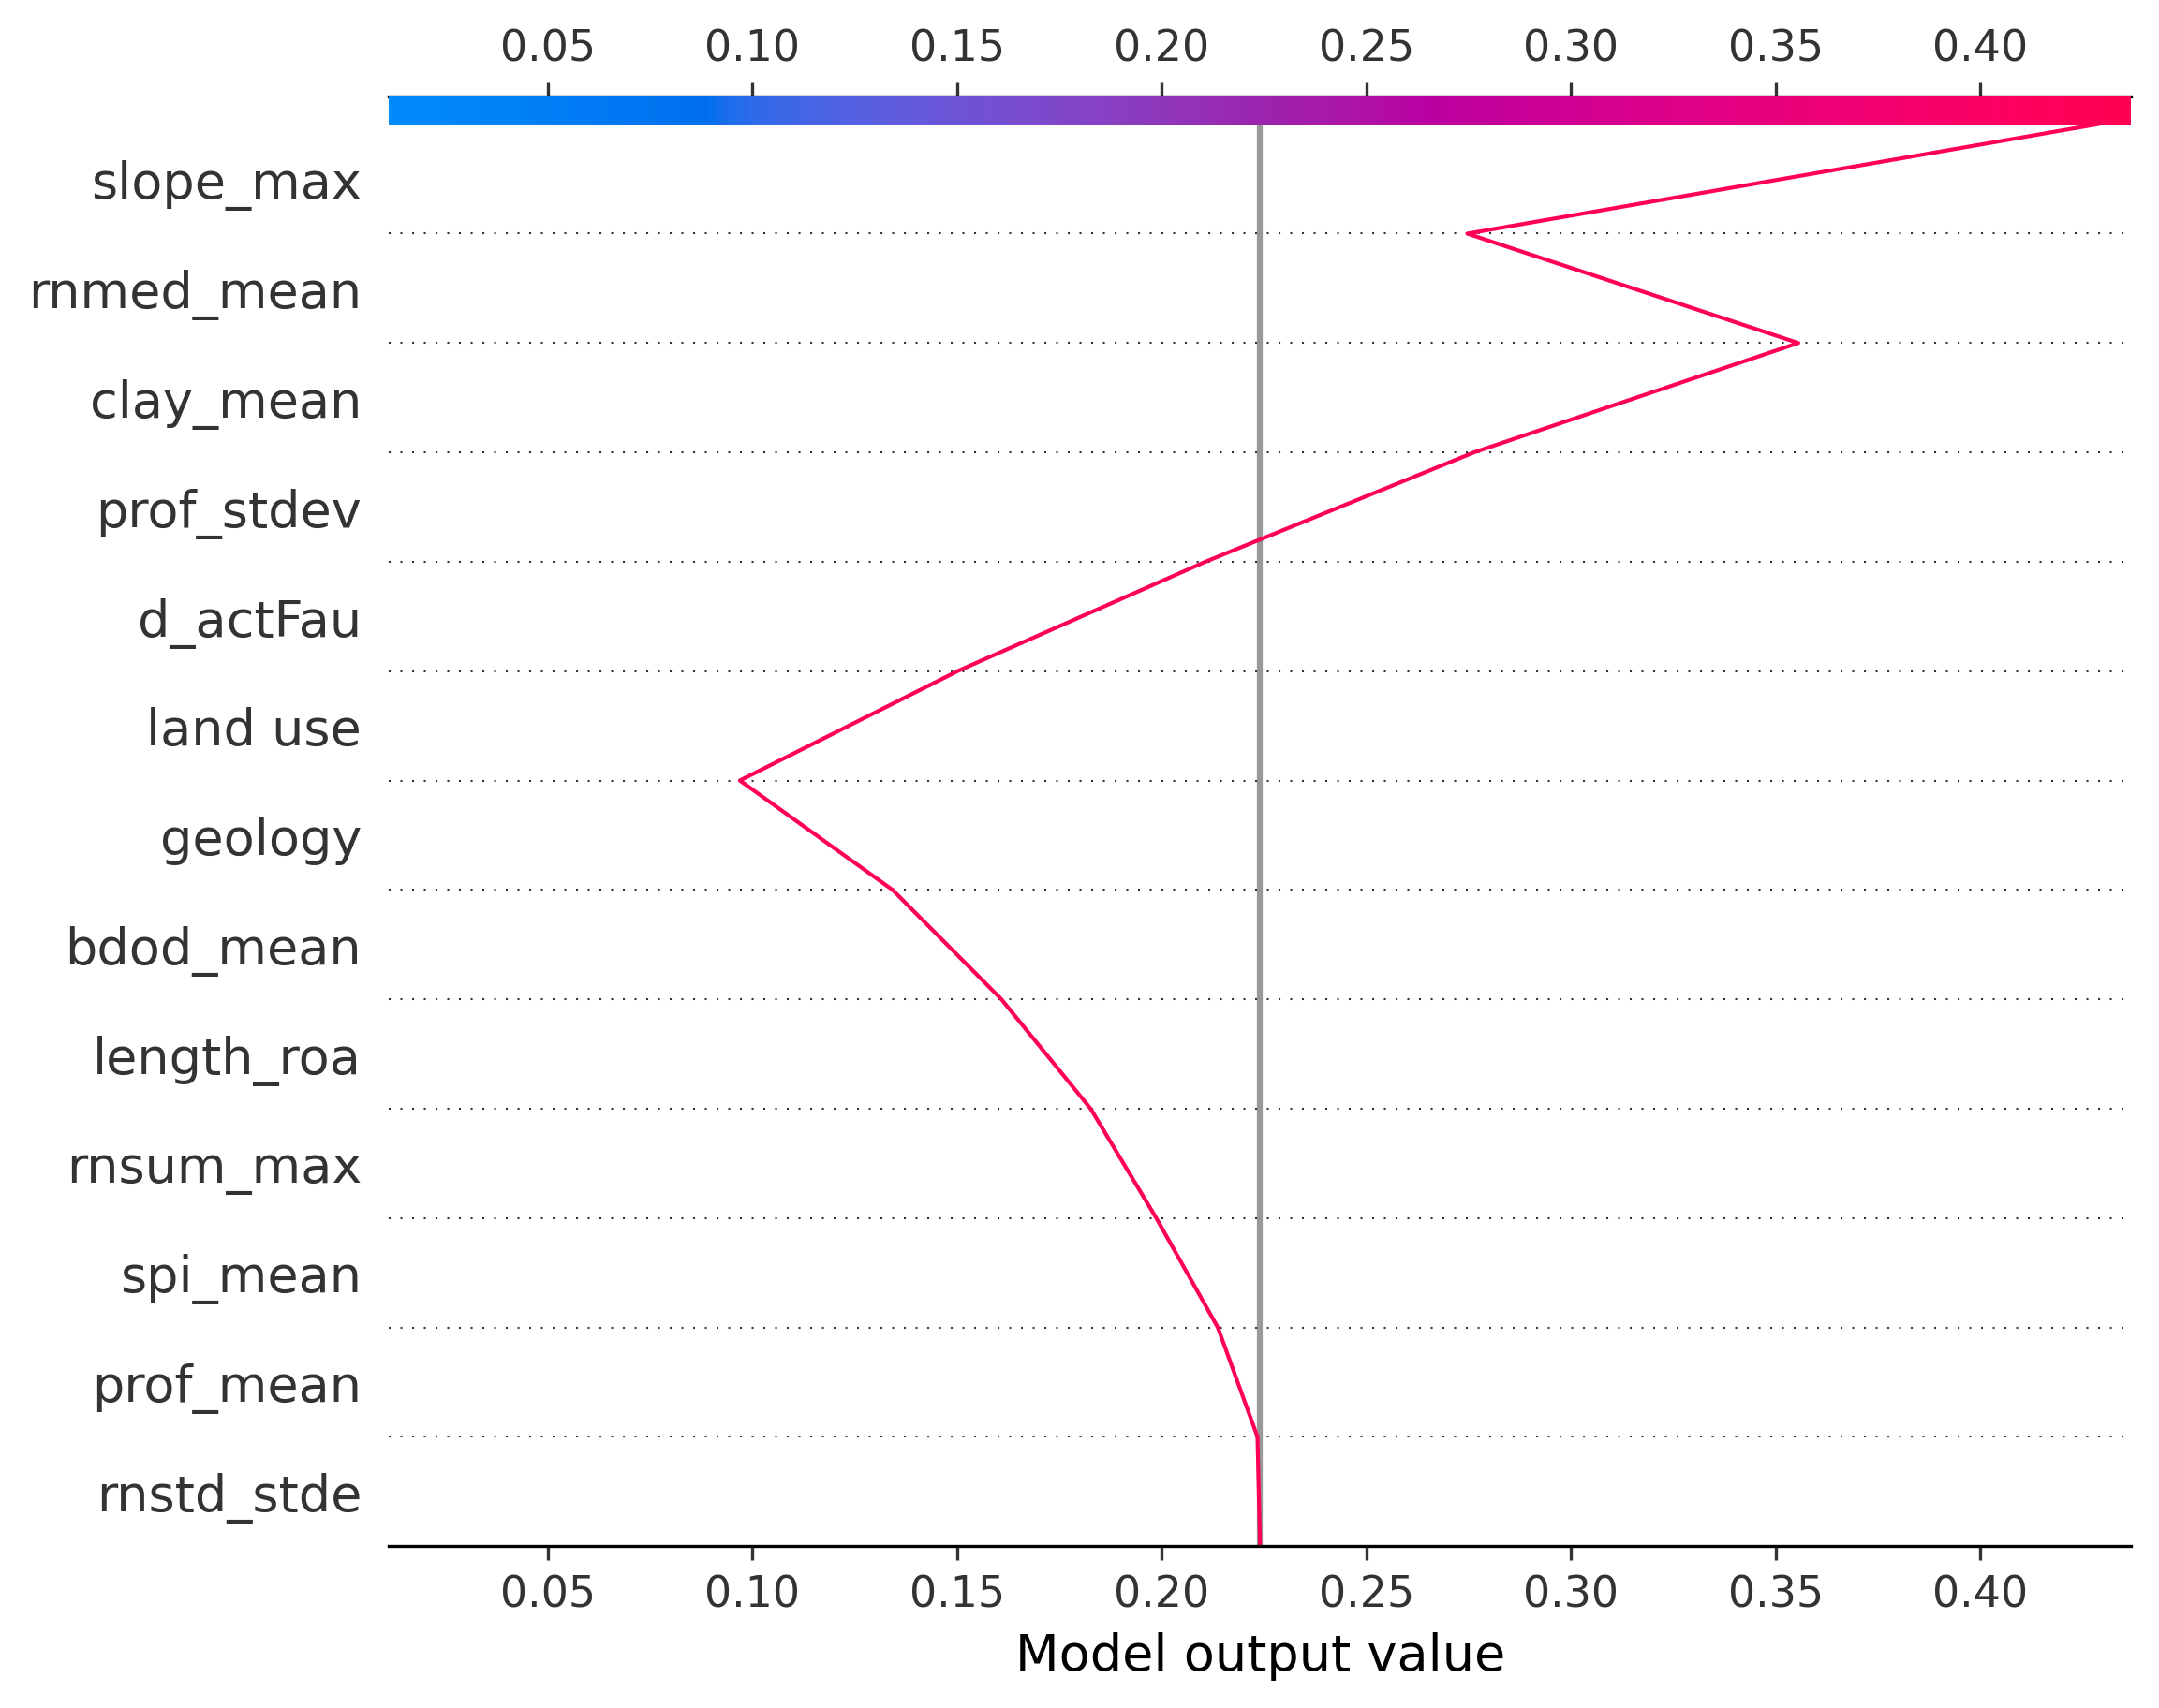 0.05 0.10 0.15 0.20 0.25 0.30 0.35 0.40
slope_max
rnmed_mean
clay_mean
prof_stdev
d_actFau
land use
geology
bdod_mean
length_roa
rnsum_max
spi_mean
prof_mean
rnstd_stde
0.05 0.10 0.15 0.20 0.25 0.30 0.35 0.40
Model output value